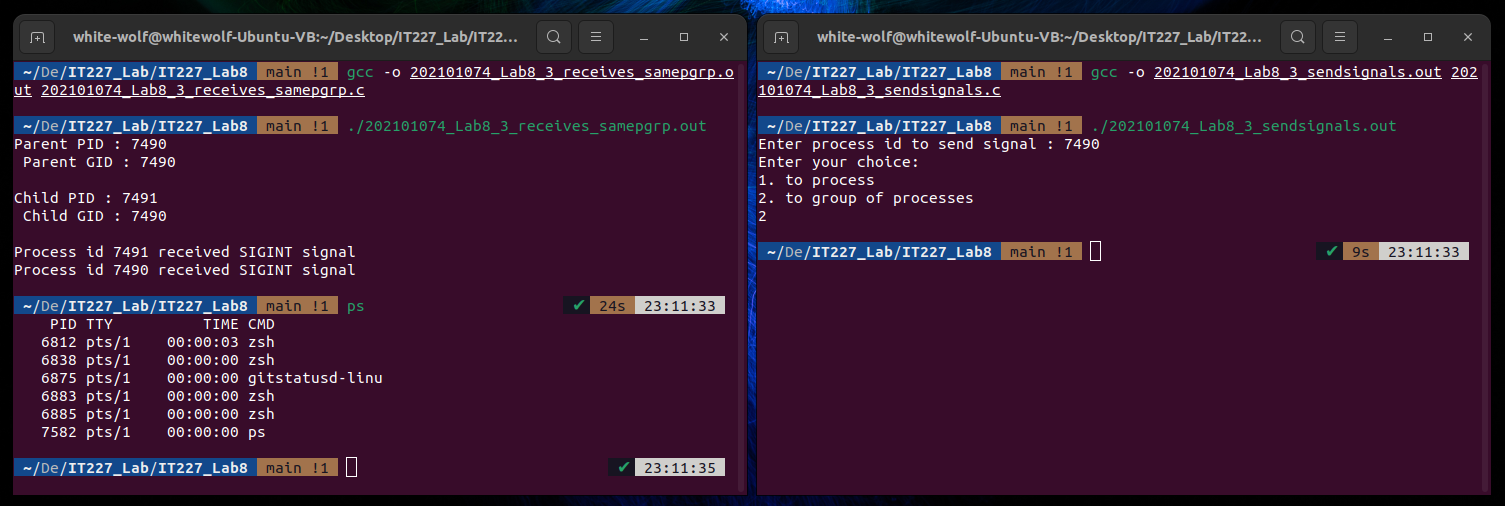 white-wolf@whitewolf-Ubuntu-VB:~/Desktop/IT227_Lab/IT22...
~/De/IT227_Lab/IT227_Lab8 main !1 gcc -o 202101074_Lab8_3_receives_samepgrp.o
ut 202101074_Lab8_3_receives_samepgrp.c
~/De/IT227_Lab/IT227_Lab8 main !1 ./202101074_Lab8_3_receives_samepgrp.out
Parent PID : 7490
Parent GID : 7490
Child PID : 7491
Child GID : 7490
Process id 7491 received SIGINT signal
Process id 7490 received SIGINT signal
~/De/IT227_Lab/IT227_Lab8 main !1 ps ✔ 24s 23:11:33
PID TTY TIME CMD
6812 pts/1 00:00:03 zsh
6838 pts/1 00:00:00 zsh
6875 pts/1 00:00:00 gitstatusd-linu
6883 pts/1 00:00:00 zsh
6885 pts/1 00:00:00 zsh
7582 pts/1 00:00:00 ps
~/De/IT227_Lab/IT227_Lab8 main !1 ✔ 23:11:35
white-wolf@whitewolf-Ubuntu-VB:~/Desktop/IT227_Lab/IT22...
~/De/IT227_Lab/IT227_Lab8 main !1 gcc -o 202101074_Lab8_3_sendsignals.out 202
101074_Lab8_3_sendsignals.c
~/De/IT227_Lab/IT227_Lab8 main !1 ./202101074_Lab8_3_sendsignals.out
Enter process id to send signal : 7490
Enter your choice:
1. to process
2. to group of processes
2
~/De/IT227_Lab/IT227_Lab8 main !1 ✔ 9s 23:11:33